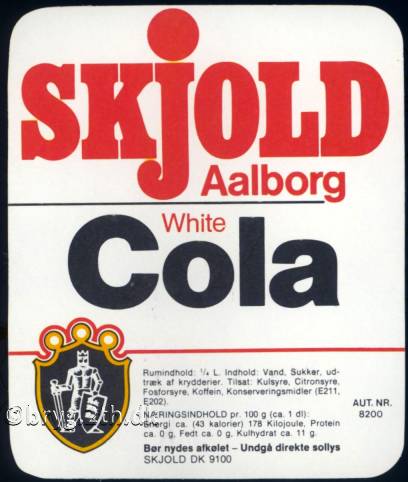 SKJOLD
Aalborg
White
Cola
Rumindhold: ¼ L. Indhold: Vand, Sukker, ud-
træk af krydderier. Tilsat: Kulsyre, Citronsyre,
Fosforsyre, Koffein, Konserveringsmidler (E211,
E202).
AUT. NR.
8200
NÆRINGSINDHOLD pr. 100 g (ca. 1 dl):
Energi ca. (43 kalorier) 178 Kilojoule, Protein
ca. 0 g, Fedt ca. 0 g, Kulhydrat ca. 11 g.
Bør nydes afkølet – Undgå direkte sollys
SKJOLD DK 9100